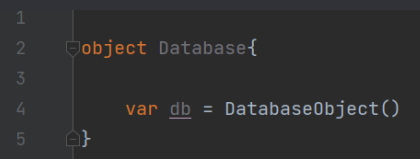 1
2 object Database{
3
4 var db = DatabaseObject()
5 }